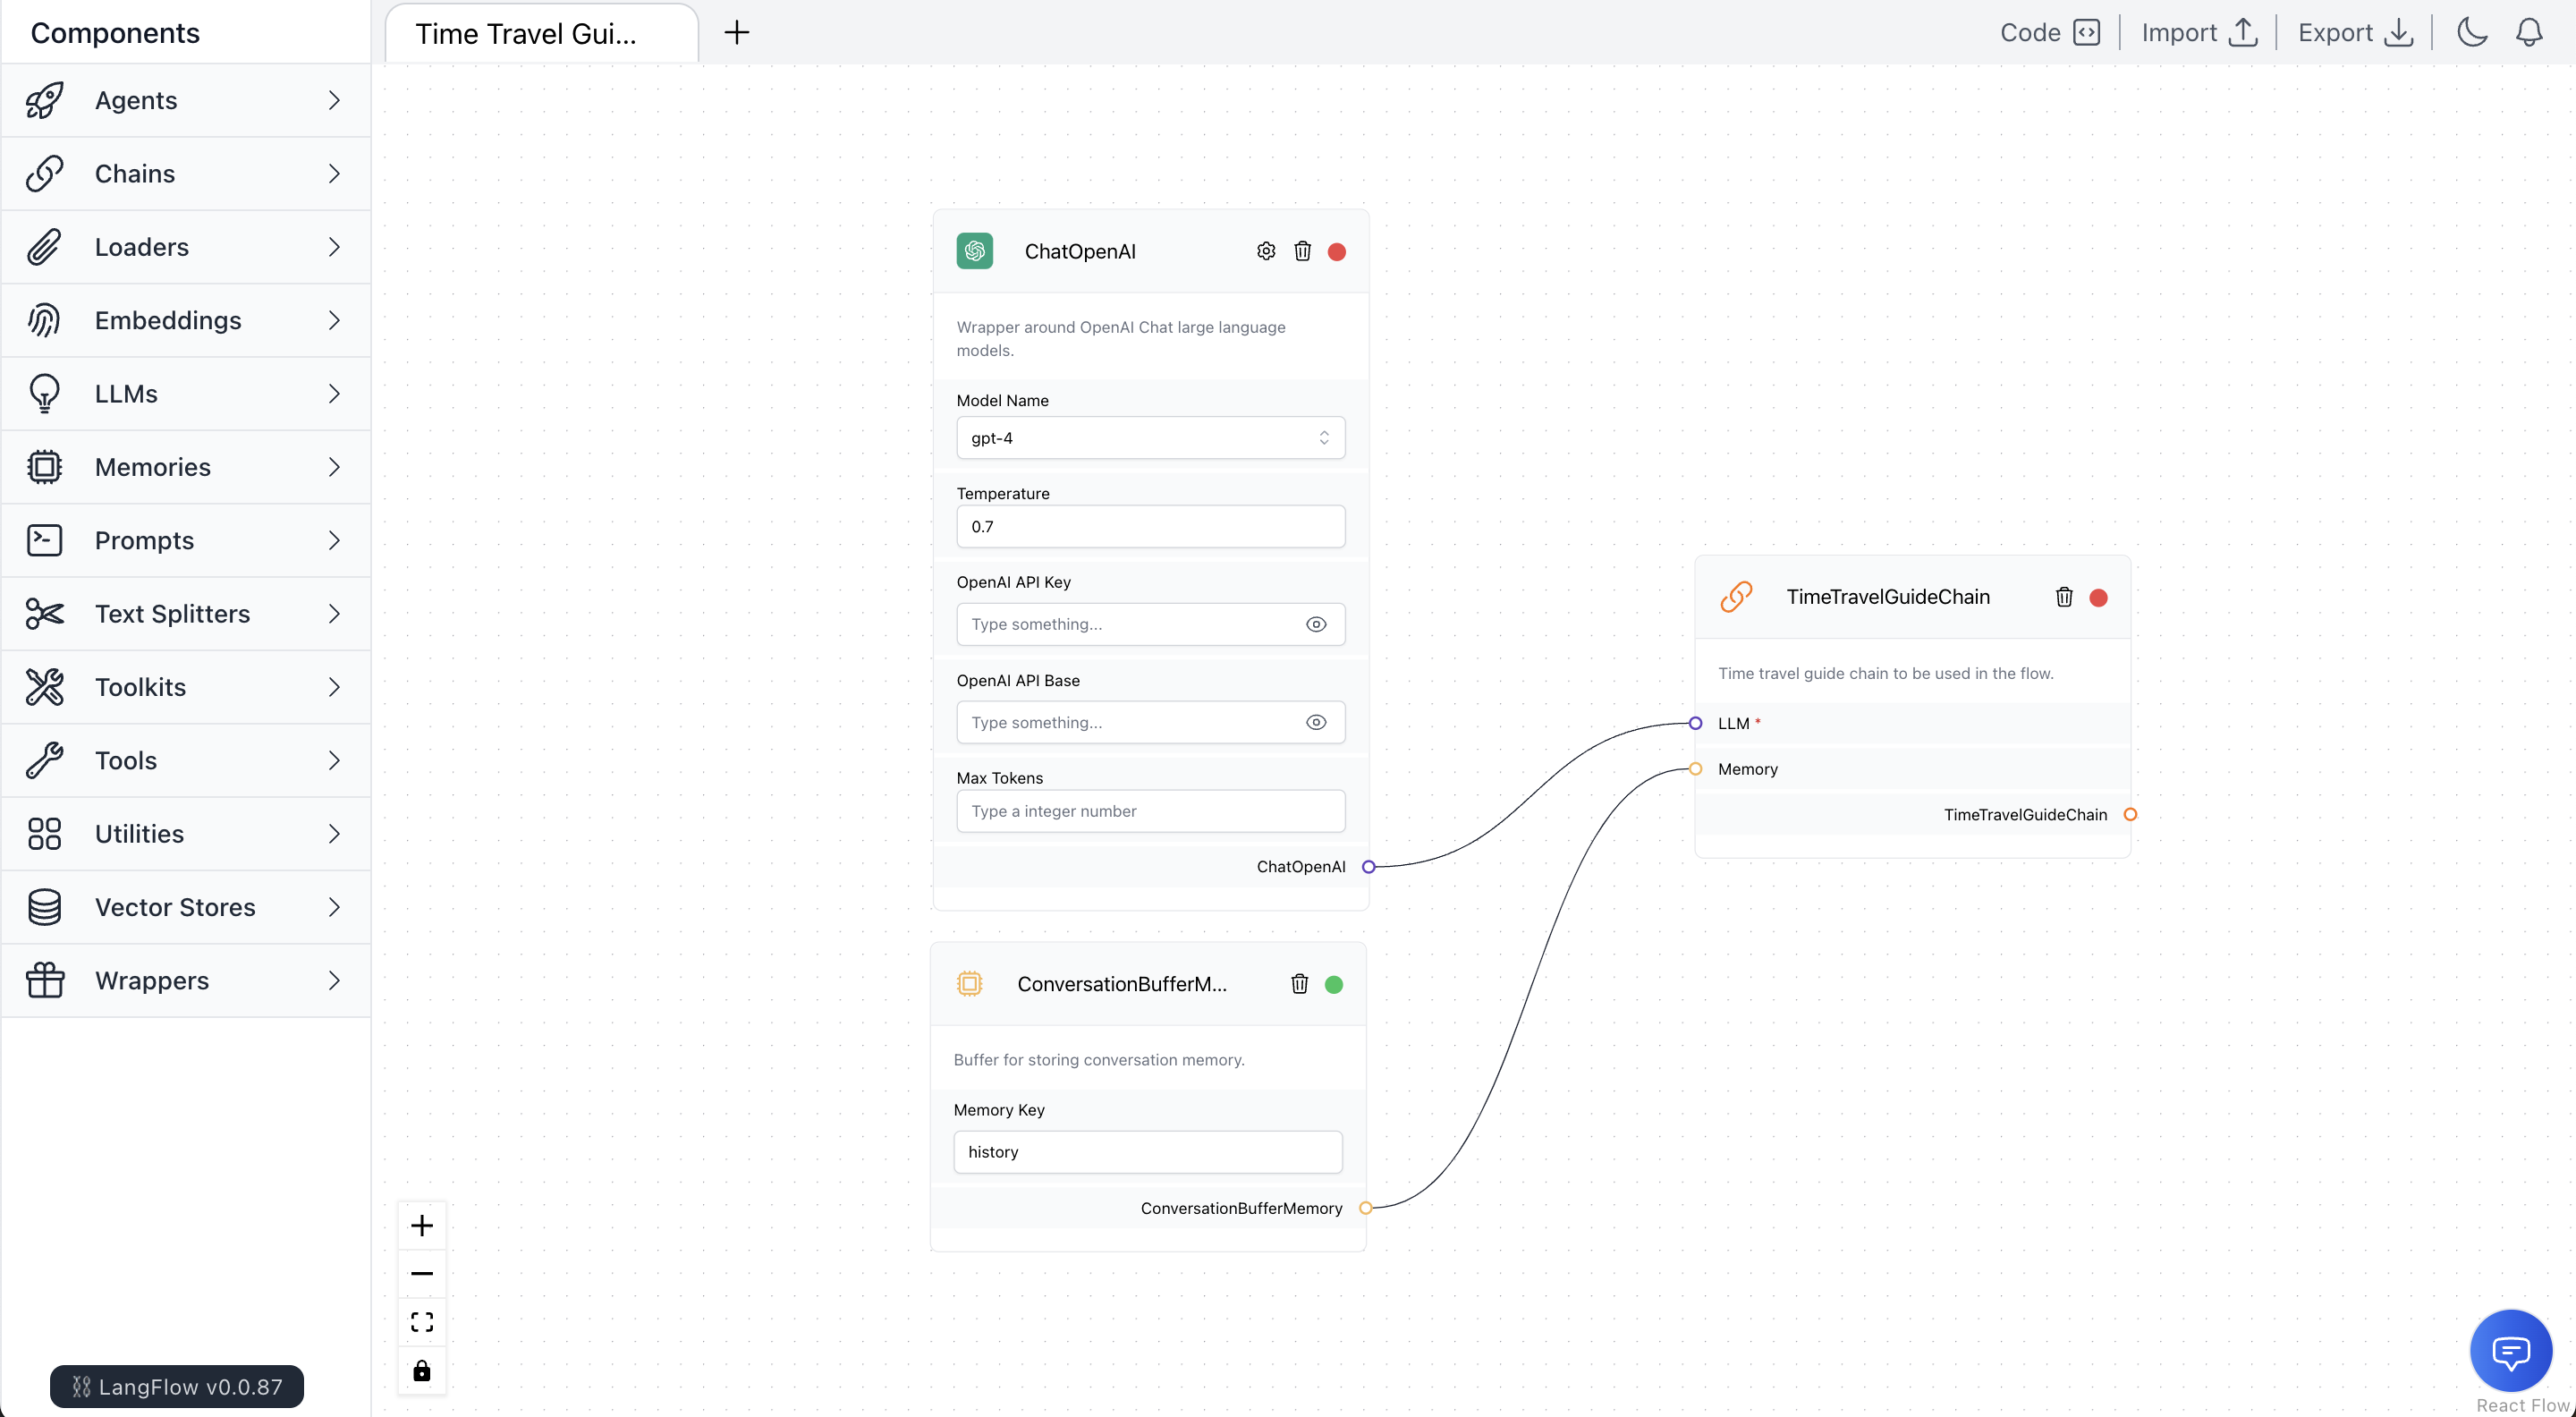 Components
Time Travel Gui...
Code
Import
Export
Agents
Chains
Loaders
Embeddings
LLMs
Memories
Prompts
Text Splitters
Toolkits
Tools
Utilities
Vector Stores
Wrappers
LangFlow v0.0.87
ChatOpenAI
Wrapper around OpenAI Chat large language
models.
Model Name
gpt-4
Temperature
0.7
OpenAI API Key
Type something...
OpenAI API Base
Type something...
Max Tokens
Type a integer number
ChatOpenAI
ConversationBufferM...
Buffer for storing conversation memory.
Memory Key
history
ConversationBufferMemory
TimeTravelGuideChain
Time travel guide chain to be used in the flow.
LLM *
Memory
TimeTravelGuideChain
React Flow